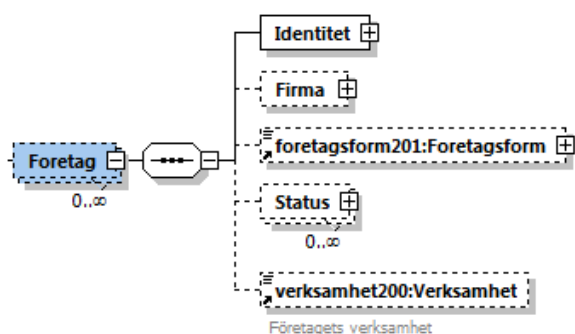 Identitet
Firma
Foretag
0..∞
foretagsform201:Foretagsform
Status
0..∞
verksamhet200:Verksamhet
Företagets verksamhet